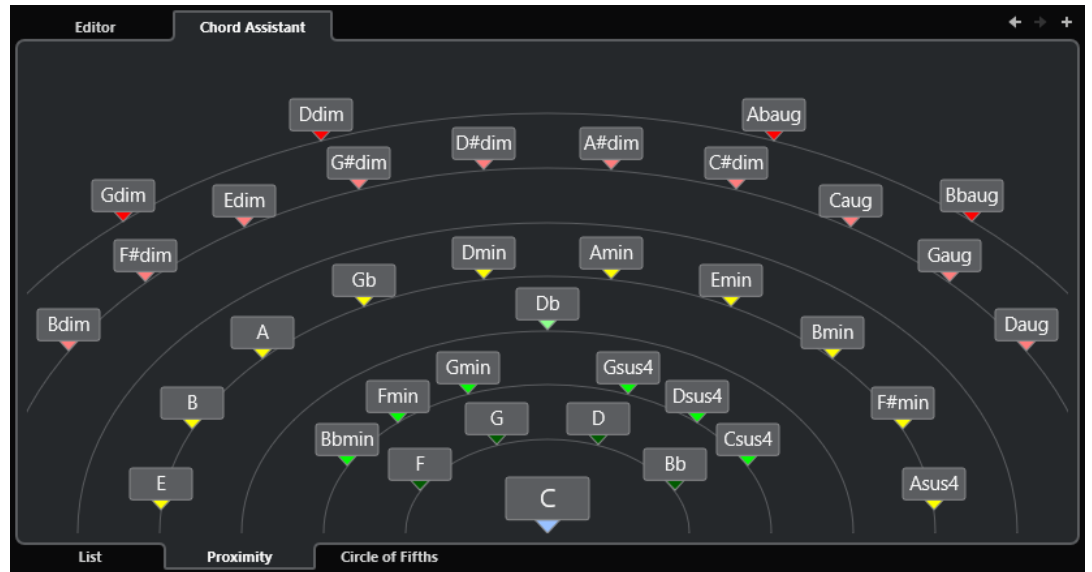 Editor
Chord Assistant
Ddim
Abaug
D#dim
A#dim
G#dim
C#dim
Gdim
Edim
Caug
Bbaug
F#dim
Dmin
Amin
Gaug
Gb
Emin
Db
Bdim
A
Bmin
Daug
Gmin
Gsus4
B
Fmin
Dsus4
F#min
G
D
Bbmin
Csus4
F
Bb
E
C
Asus4
List
Proximity
Circle of Fifths